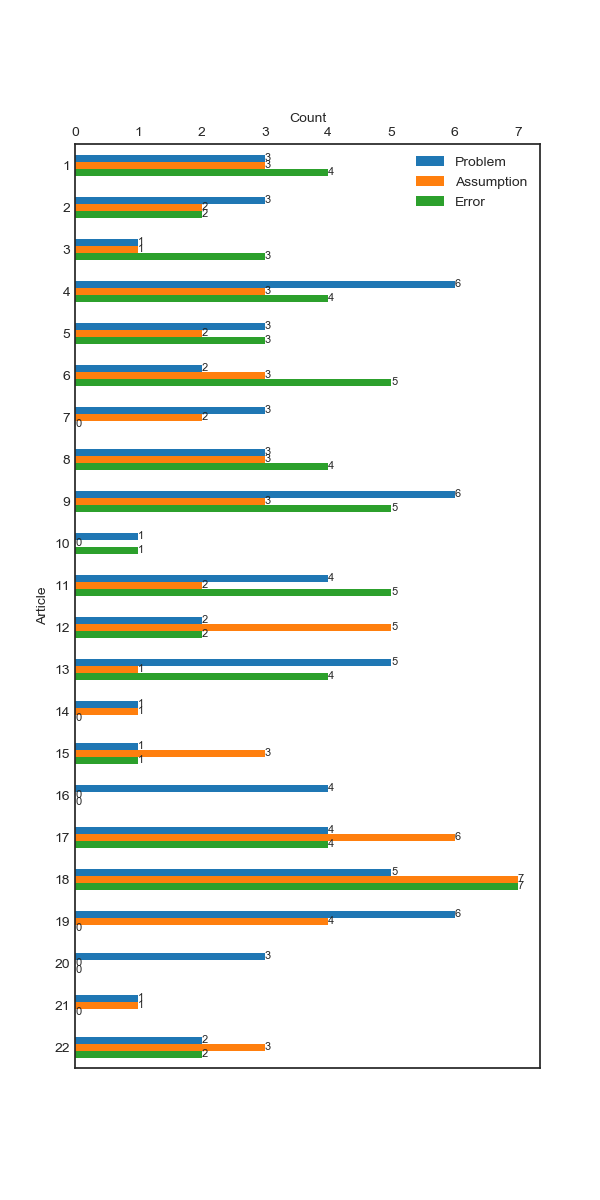 Count
0 1 2 3 4 5 6 7
Problem
Assumption
Error
Article
1 3 3 4
2 3 2 2
3 1 1 3
4 6 3 4
5 3 2 3
6 2 3 5
7 3 2 0
8 3 3 4
9 6 3 5
10 1 0 1
11 4 2 5
12 2 5 2
13 5 1 4
14 1 1 0
15 1 3 1
16 4 0 0
17 4 6 4
18 5 7 7
19 6 4 0
20 3 0 0
21 1 1 0
22 2 3 2